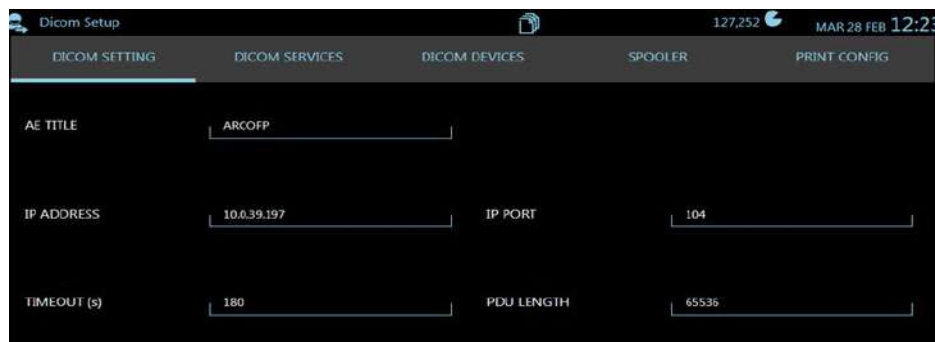 Dicom Setup 127,252 MAR 28 FEB 12:23
DICOM SETTING DICOM SERVICES DICOM DEVICES SPOOLER PRINT CONFIG
AE TITLE ARCOFP
IP ADDRESS 10.0.39.197 IP PORT 104
TIMEOUT (s) 180 PDU LENGTH 65536